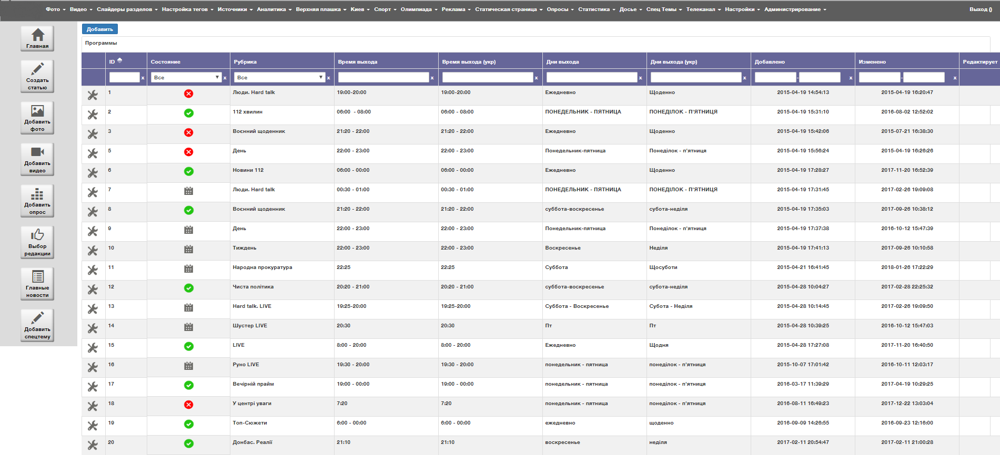 Фото Видео Слайдеры разделов Настройка тегов Источники Аналитика Верхняя плашка Киев Спорт Олимпиада Реклама Статическая страница Опросы Статистика Досье Спец Темы Телеканал Настройки Администрирование Выход ()
Главная
Создать
статью
Добавить
фото
Добавить
видео
Добавить
опрос
Выбор
редакции
Главные
новости
Добавить
спецтему
Добавить
Программы
ID Состояние Рубрика Время выхода Время выхода (укр) Дни выхода Дни выхода (укр) Добавлено Изменено Редактирует
x Все x Все x x x x x - x - x
1 Люди. Hard talk 19:00-20:00 19:00-20:00 Ежедневно Щоденно 2015-04-19 14:54:13 2015-04-19 16:20:47
2 112 хвилин 06:00 - 08:00 06:00 - 08:00 ПОНЕДЕЛЬНИК - ПЯТНИЦА ПОНЕДІЛОК - П'ЯТНИЦЯ 2015-04-19 15:31:10 2016-08-02 12:52:02
3 Воєнний щоденник 21:20 - 22:00 21:20 - 22:00 Ежедневно Щоденно 2015-04-19 15:42:06 2015-07-21 16:38:30
5 День 22:00 - 23:00 22:00 - 23:00 Понедельник-пятница Понеділок - п'ятниця 2015-04-19 15:56:24 2015-04-19 16:26:26
6 Новини 112 06:00 - 00:00 06:00 - 00:00 Ежедневно Щоденно 2015-04-19 17:28:27 2017-11-20 16:52:39
7 Люди. Hard talk 00:30 - 01:00 00:30 - 01:00 ПОНЕДЕЛЬНИК - ПЯТНИЦА ПОНЕДІЛОК - П'ЯТНИЦЯ 2015-04-19 17:31:45 2017-02-26 19:09:08
8 Воєнний щоденник 21:20 - 22:00 21:20 - 22:00 суббота-воскресенье субота-неділя 2015-04-19 17:35:03 2017-09-26 10:38:12
9 День 22:00 - 23:00 22:00 - 23:00 Понедельник-пятница Понеділок - п'ятниця 2015-04-19 17:37:38 2016-10-12 15:47:39
10 Тиждень 22:00 - 23:00 22:00 - 23:00 Воскресенье Неділя 2015-04-19 17:41:13 2017-09-26 10:10:58
11 Народна прокуратура 22:25 22:25 Суббота Щосуботи 2015-04-21 16:41:45 2018-01-26 17:22:29
12 Чиста політика 20:20 - 21:00 20:20 - 21:00 суббота-воскресенье субота-неділя 2015-04-28 10:04:27 2017-02-28 22:25:32
13 Hard talk. LIVE 19:25-20:00 19:25-20:00 Суббота - Воскресенье Субота - Неділя 2015-04-28 10:14:45 2017-02-26 19:09:50
14 Шустер LIVE 20:30 20:30 Пт Пт 2015-04-28 10:39:25 2016-10-12 15:47:03
15 LIVE 8:00 - 20:00 8:00 - 20:00 Ежедневно Щодня 2015-04-28 17:27:08 2017-11-20 16:40:50
16 Руно LIVE 19:30 - 20:00 19:30 - 20:00 понедельник - пятница понеділок - п'ятниця 2015-10-07 17:01:42 2016-10-11 12:03:17
17 Вечірній прайм 19:00 - 00:00 19:00 - 00:00 понедельник - пятница понеділок - п'ятниця 2016-03-17 11:39:29 2017-04-19 10:29:25
18 У центрі уваги 7:20 7:20 понедельник - пятница понеділок - п'ятниця 2016-08-11 16:49:23 2017-12-22 13:03:04
19 Топ-Сюжети 6:00 - 00:00 6:00 - 00:00 ежедневно щоденно 2016-09-09 14:26:55 2016-09-23 12:16:00
20 Донбас. Реалії 21:10 21:10 воскресенье неділя 2017-02-11 20:54:47 2017-02-11 21:00:28